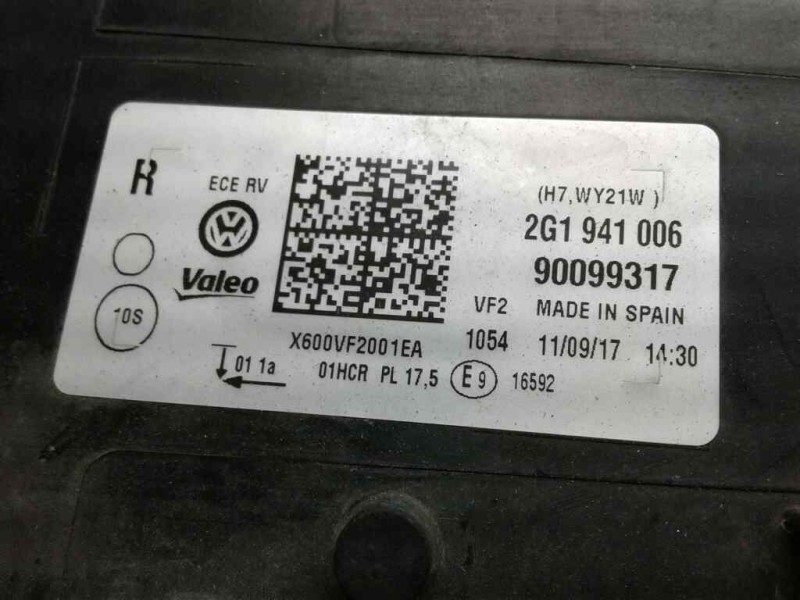 R
ECE RV
Valeo
10S
(H7,WY21W )
2G1 941 006
90099317
VF2 MADE IN SPAIN
X600VF2001EA
1054 11/09/17 14:30
01 1a
01HCR PL 17,5 E9 16592